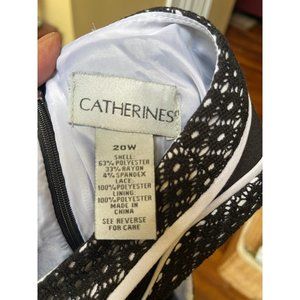 CATHERINES
20W
SHELL:
63% POLYESTER
33% RAYON
4% SPANDEX
LACE:
100% POLYESTER
LINING:
100% POLYESTER
MADE IN
CHINA
SEE REVERSE
FOR CARE